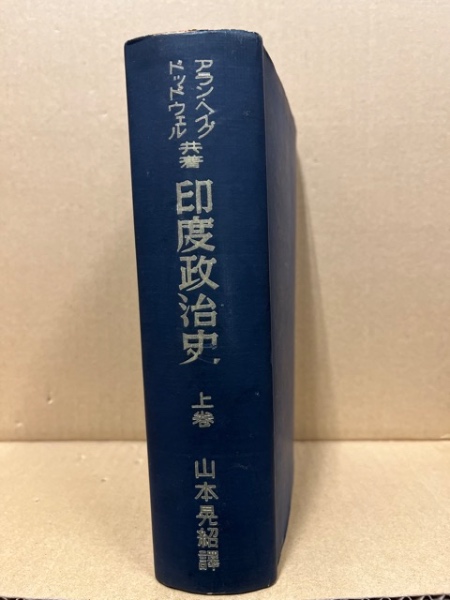 アラン・ヘイグ
ドッドウェル
共著
印度政治史
上巻
山本晃紹譯